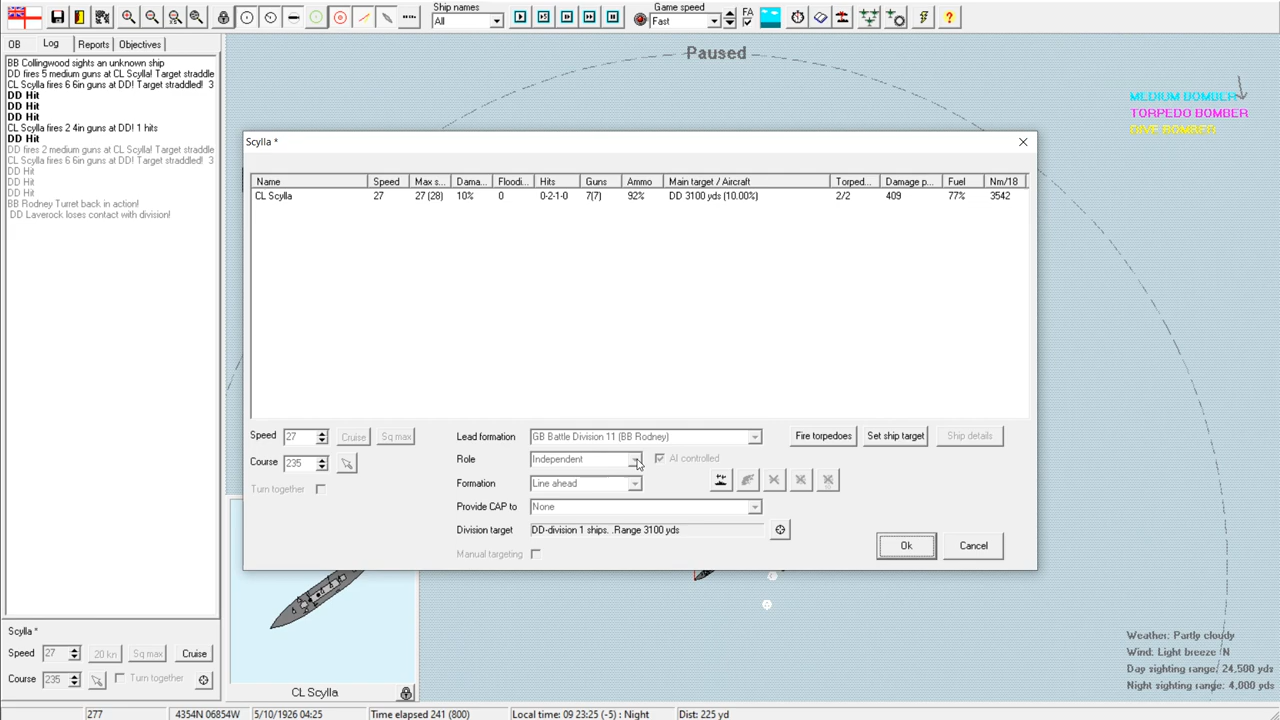 Ship names
All
Game speed
Fast
FA
OB Log Reports Objectives
BB Collingwood sights an unknown ship
DD fires 5 medium guns at CL Scylla! Target straddle
CL Scylla fires 6 6in guns at DD! Target straddled! 3
DD Hit
DD Hit
DD Hit
CL Scylla fires 2 4in guns at DD! 1 hits
DD Hit
DD fires 2 medium guns at CL Scylla! Target straddle
CL Scylla fires 6 6in guns at DD! Target straddled! 3
DD Hit
DD Hit
DD Hit
BB Rodney Turret back in action!
DD Laverock loses contact with division!
Paused
MEDIUM BOMBER
TORPEDO BOMBER
DIVE BOMBER
Scylla *
Name Speed Max s... Dama... Floodi... Hits Guns Ammo Main target / Aircraft Torped... Damage p... Fuel Nm/18
CL Scylla 27 27 (28) 10% 0 0-2-1-0 7(7) 92% DD 3100 yds (10.00%) 2/2 409 77% 3542
Speed 27 Cruise Sq max
Course 235
Turn together
Lead formation GB Battle Division 11 (BB Rodney)
Role Independent AI controlled
Formation Line ahead
Provide CAP to None
Division target DD-division 1 ships. .Range 3100 yds
Manual targeting
Fire torpedoes Set ship target Ship details
Ok Cancel
Scylla *
Speed 27 20 kn Sq max Cruise
Course 235 Turn together
CL Scylla
Weather: Partly cloudy
Wind: Light breeze N
Day sighting range: 24,500 yds
Night sighting range: 4,000 yds
277 4354N 06854W 5/10/1926 04:25 Time elapsed 241 (800) Local time: 09 23:25 (-5) : Night Dist: 225 yd